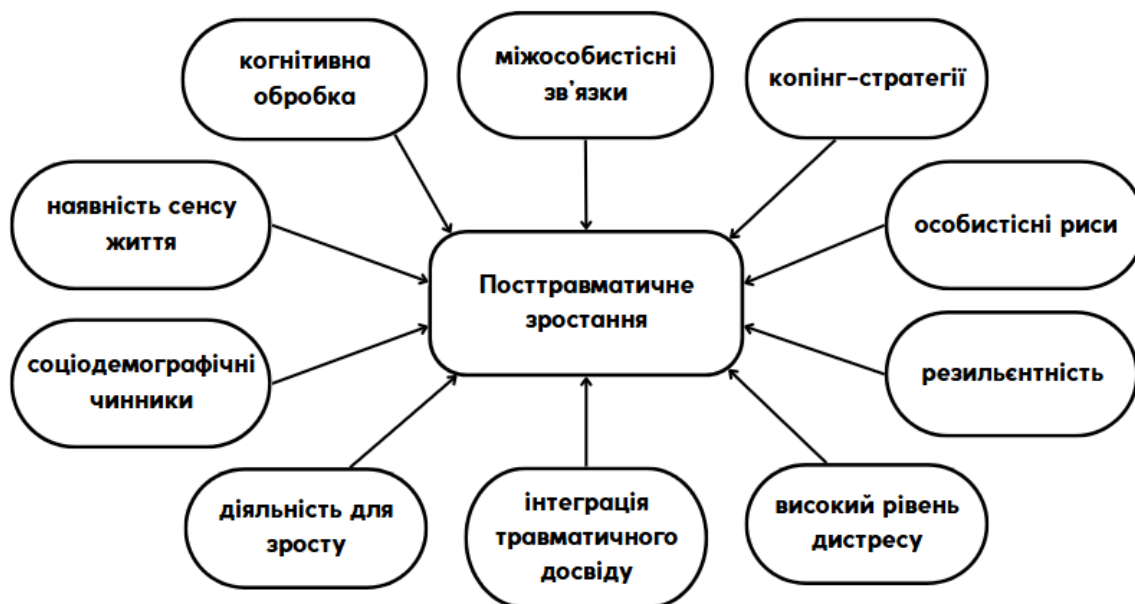 когнітивна
обробка
міжособистісні
зв'язки
копінг-стратегії
наявність сенсу
життя
особистісні риси
Посттравматичне
зростання
соціодемографічні
чинники
резильєнтність
діяльність для
зросту
інтеграція
травматичного
досвіду
високий рівень
дистресу